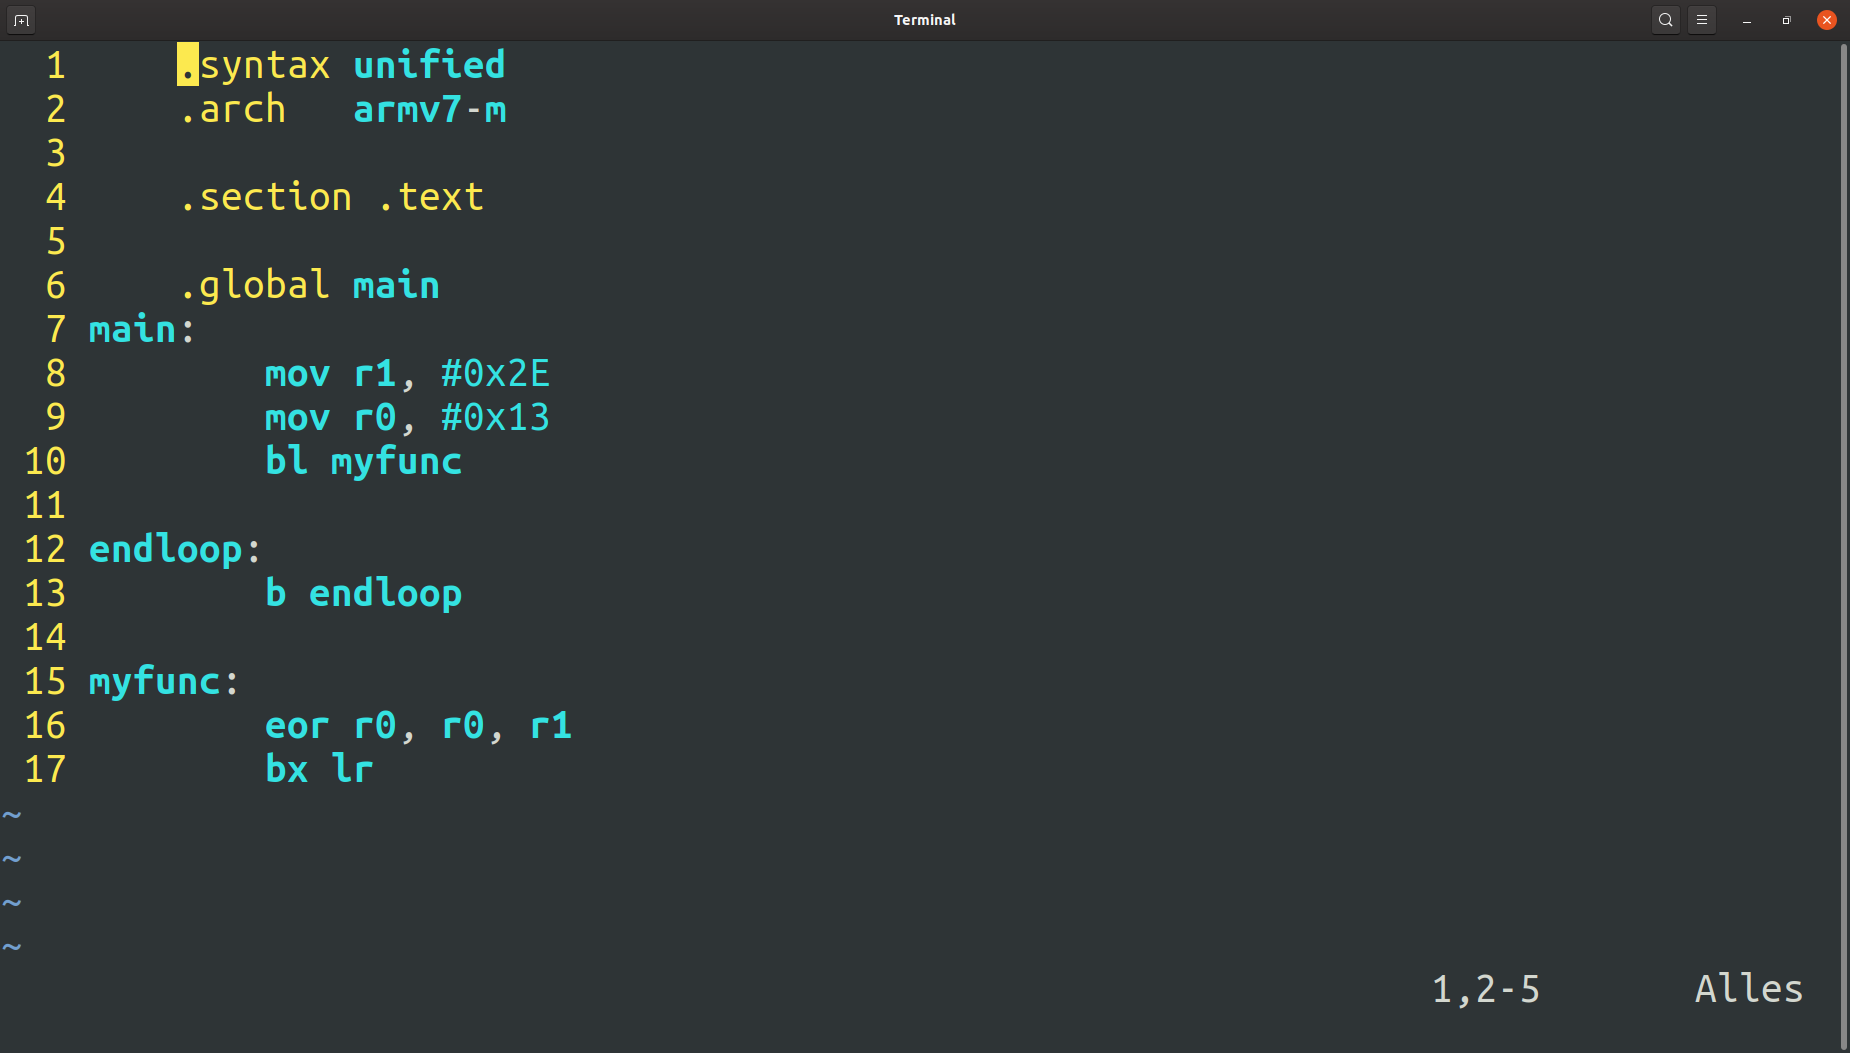 Terminal
1 .syntax unified
2 .arch armv7-m
3
4 .section .text
5
6 .global main
7 main:
8 mov r1, #0x2E
9 mov r0, #0x13
10 bl myfunc
11
12 endloop:
13 b endloop
14
15 myfunc:
16 eor r0, r0, r1
17 bx lr
~
~
~
~
1,2-5 Alles